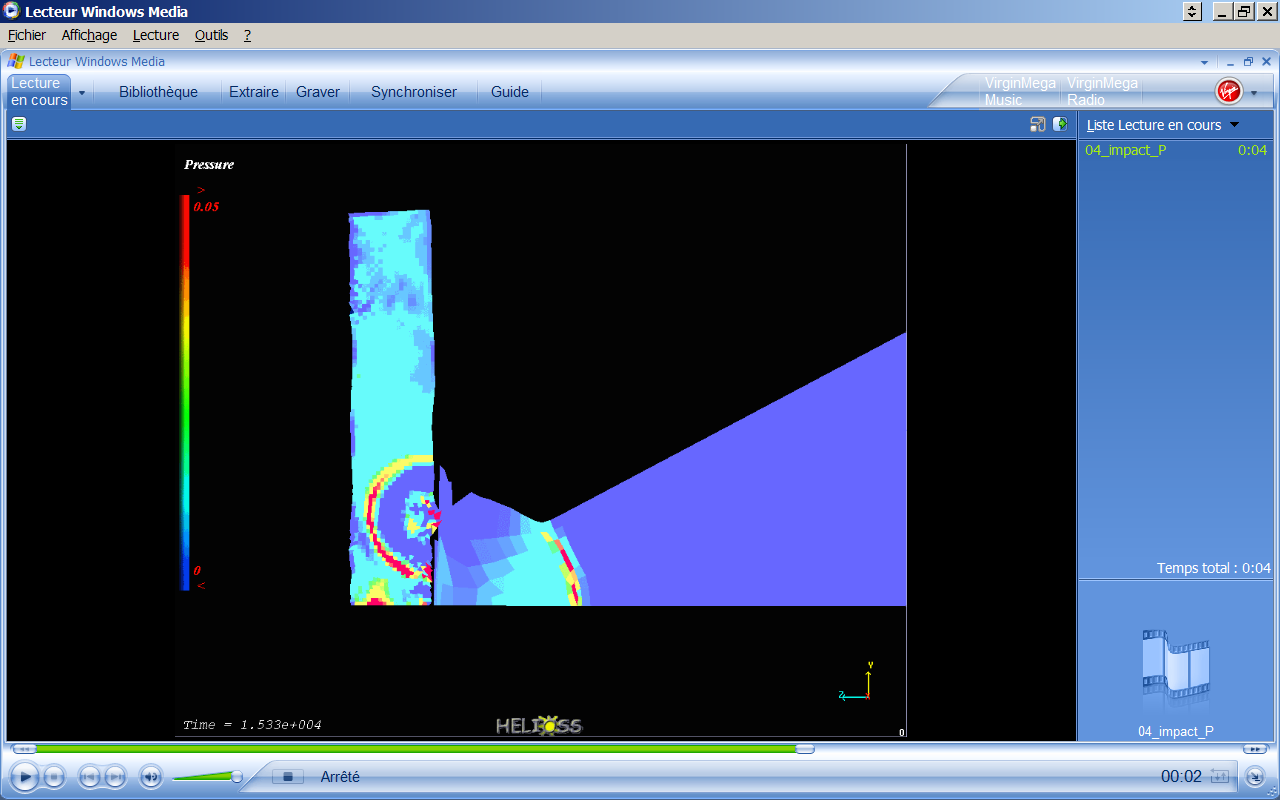 Lecteur Windows Media
Fichier Affichage Lecture Outils ?
Lecteur Windows Media
Lecture en cours
Bibliothèque Extraire Graver Synchroniser Guide
VirginMega Music
VirginMega Radio
Virgin
Liste Lecture en cours
04_impact_P 0:04
Pressure
>
0.05
0
<
Temps total : 0:04
Y
Z
Time = 1.533e+004
HELIOSS
0
04_impact_P
Arrêté
00:02